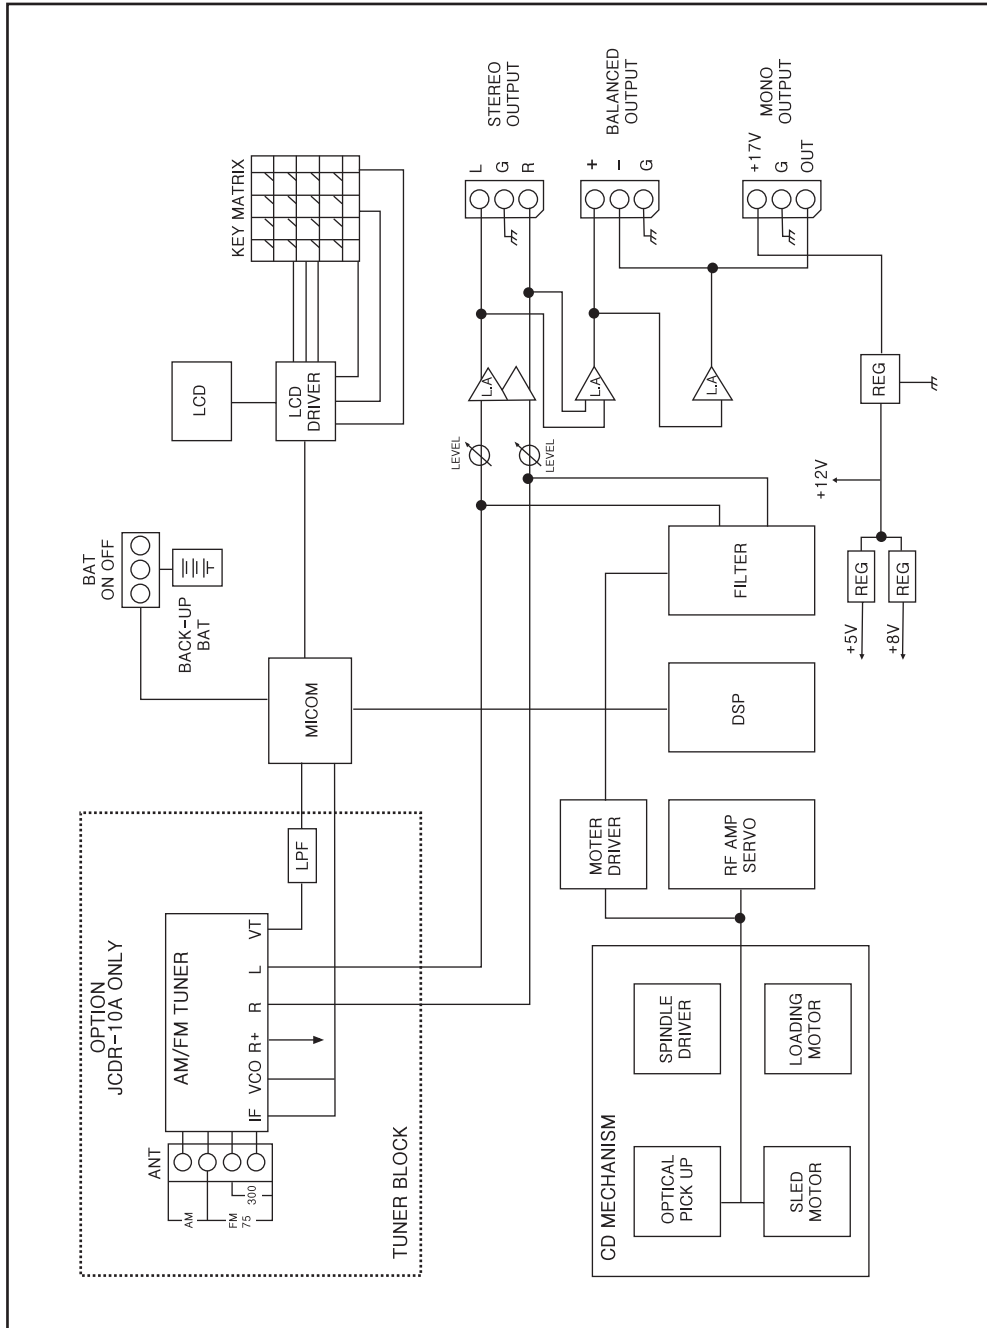 OPTION
JCDR-10A ONLY
TUNER BLOCK
ANT
AM
FM
75
300
AM/FM TUNER
IF
VCO
R+
R
L
VT
LPF
MICOM
BAT
ON OFF
BACK-UP
BAT
LCD
LCD
DRIVER
KEY MATRIX
STEREO
OUTPUT
L
G
R
BALANCED
OUTPUT
+
-
G
MONO
OUTPUT
+17V
G
OUT
L.A
L.A
L.A
LEVEL
LEVEL
REG
+12V
REG
REG
+5V
+8V
FILTER
DSP
MOTER
DRIVER
RF AMP
SERVO
CD MECHANISM
SPINDLE
DRIVER
LOADING
MOTOR
OPTICAL
PICK UP
SLED
MOTOR